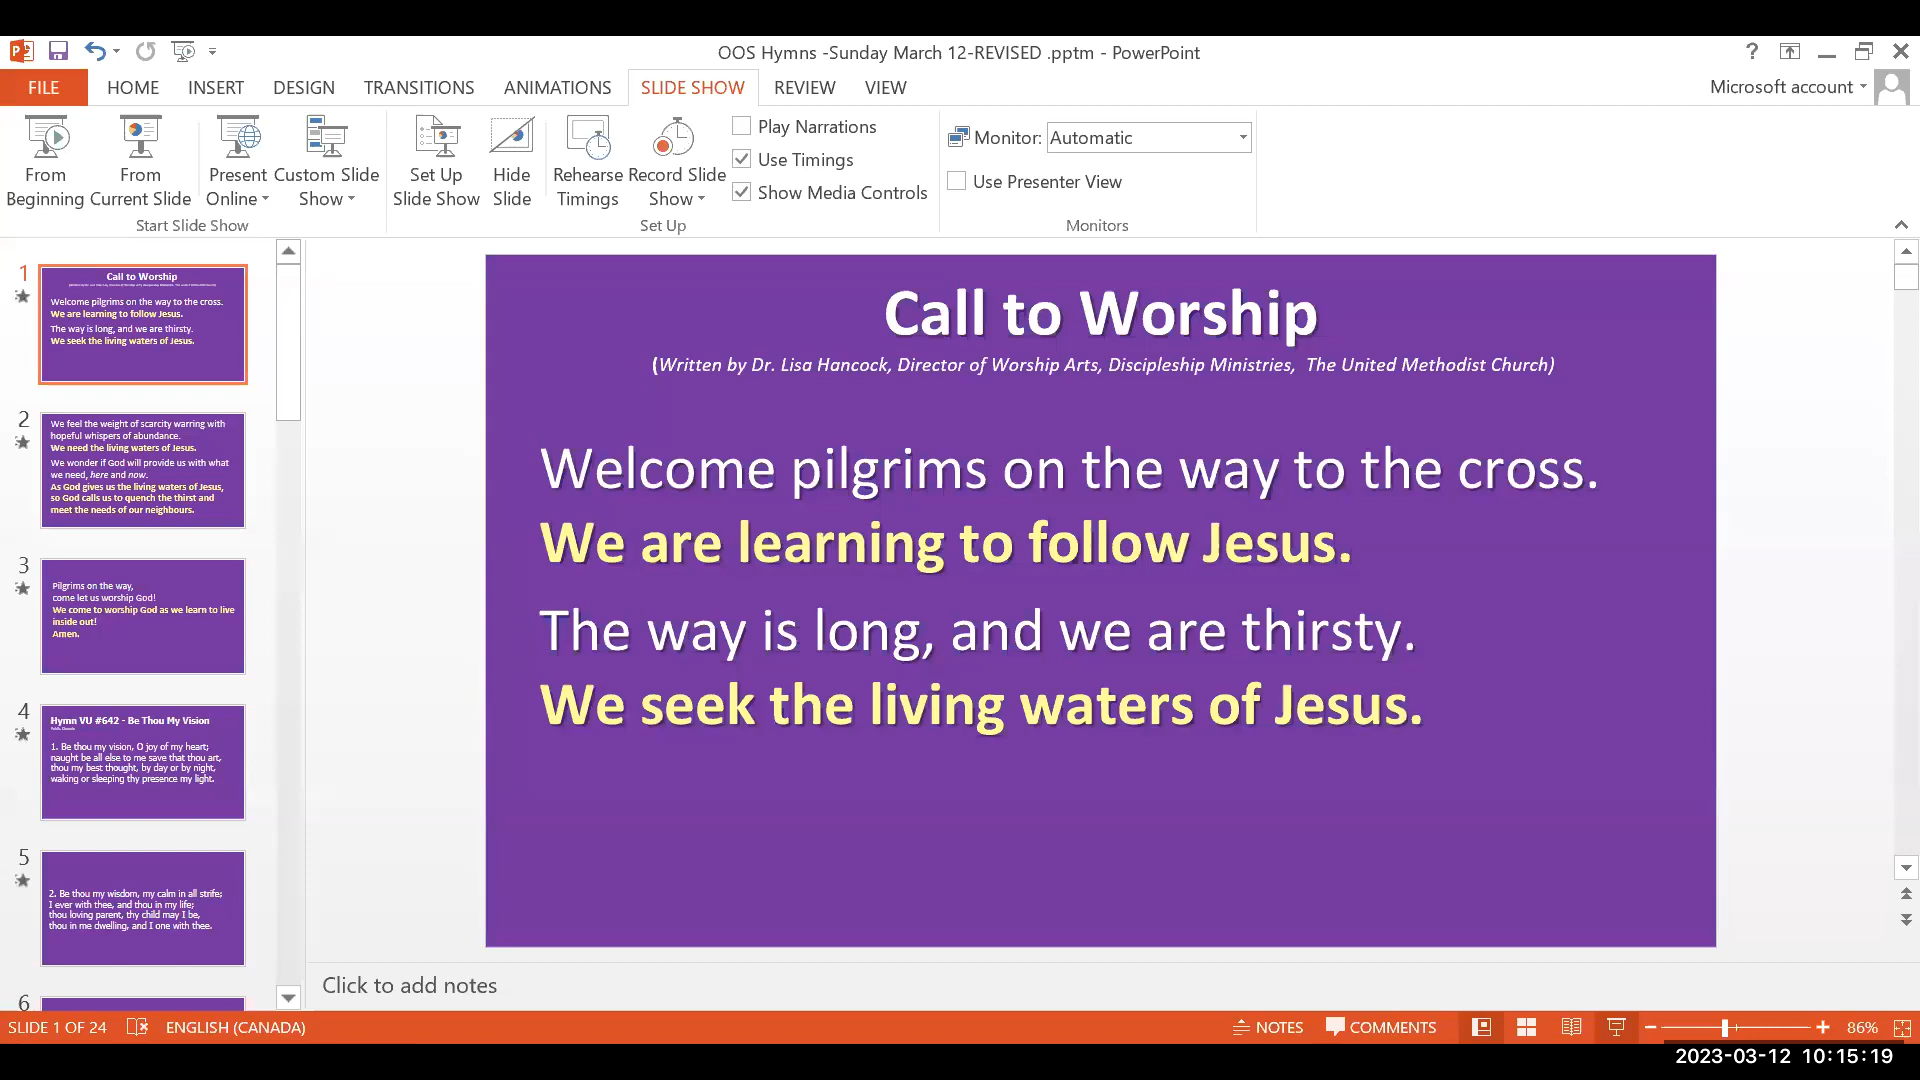 OOS Hymns -Sunday March 12-REVISED .pptm - PowerPoint
?
FILE HOME INSERT DESIGN TRANSITIONS ANIMATIONS SLIDE SHOW REVIEW VIEW
Microsoft account
From Beginning
From Current Slide
Present Online
Custom Slide Show
Start Slide Show
Set Up Slide Show
Hide Slide
Rehearse Timings
Record Slide Show
Play Narrations
Use Timings
Show Media Controls
Set Up
Monitor: Automatic
Use Presenter View
Monitors
1
Call to Worship
Welcome pilgrims on the way to the cross.
We are learning to follow Jesus.
The way is long, and we are thirsty.
We seek the living waters of Jesus.
2
We feel the weight of scarcity warring with
hopeful whispers of abundance.
We need the living waters of Jesus.
We wonder if God will provide us with what
we need, here and now.
As God gives us the living waters of Jesus,
so God calls us to quench the thirst and
meet the needs of our neighbours.
3
Pilgrims on the way,
come let us worship God!
We come to worship God as we learn to live
inside out!
Amen.
4
Hymn VU #642 - Be Thou My Vision
1. Be thou my vision, O joy of my heart;
naught be all else to me save that thou art,
thou my best thought, by day or by night,
waking or sleeping thy presence my light.
5
2. Be thou my wisdom, my calm in all strife;
I ever with thee, and thou in my life;
thou loving parent, thy child may I be,
thou in me dwelling, and I one with thee.
6
Call to Worship
(Written by Dr. Lisa Hancock, Director of Worship Arts, Discipleship Ministries, The United Methodist Church)
Welcome pilgrims on the way to the cross.
We are learning to follow Jesus.
The way is long, and we are thirsty.
We seek the living waters of Jesus.
Click to add notes
SLIDE 1 OF 24 ENGLISH (CANADA) NOTES COMMENTS 86%
2023-03-12 10:15:19